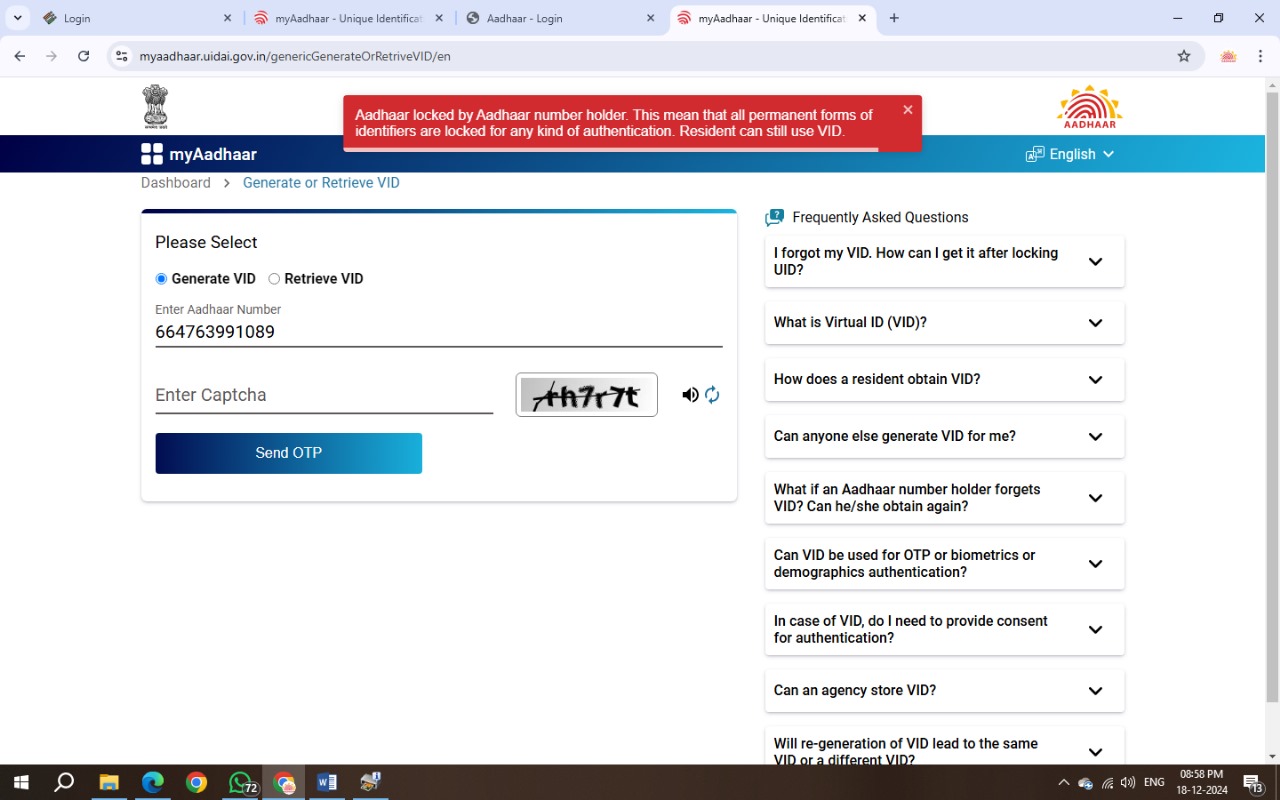 Login
myAadhaar - Unique Identificat
Aadhaar - Login
myAadhaar - Unique Identificat
myaadhaar.uidai.gov.in/genericGenerateOrRetriveVID/en
Aadhaar locked by Aadhaar number holder. This mean that all permanent forms of
identifiers are locked for any kind of authentication. Resident can still use VID.
AADHAAR
myAadhaar
English
Dashboard > Generate or Retrieve VID
Please Select
Generate VID Retrieve VID
Enter Aadhaar Number
664763991089
Enter Captcha
Send OTP
Frequently Asked Questions
I forgot my VID. How can I get it after locking
UID?
What is Virtual ID (VID)?
How does a resident obtain VID?
Can anyone else generate VID for me?
What if an Aadhaar number holder forgets
VID? Can he/she obtain again?
Can VID be used for OTP or biometrics or
demographics authentication?
In case of VID, do I need to provide consent
for authentication?
Can an agency store VID?
Will re-generation of VID lead to the same
VID or a different VID?
72
ENG
08:58 PM
18-12-2024
13